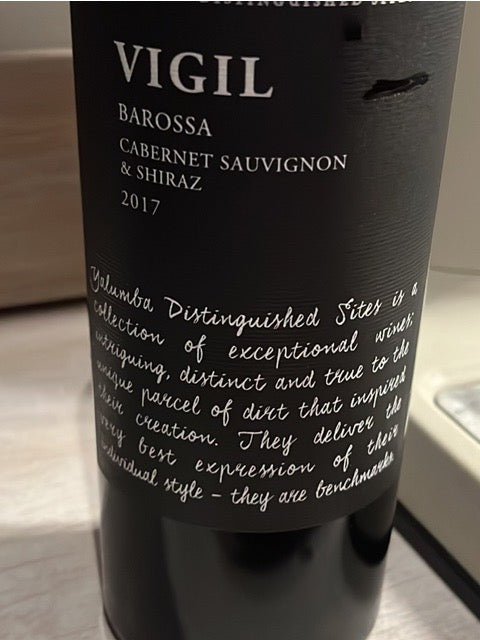 DISTINGUISHED SITES
VIGIL
BAROSSA
CABERNET SAUVIGNON
& SHIRAZ
2017
Yalumba Distinguished Sites is a
collection of exceptional wines;
intriguing, distinct and true to the
unique parcel of dirt that inspired
their creation. They deliver the
very best expression of their
individual style – they are benchmarks